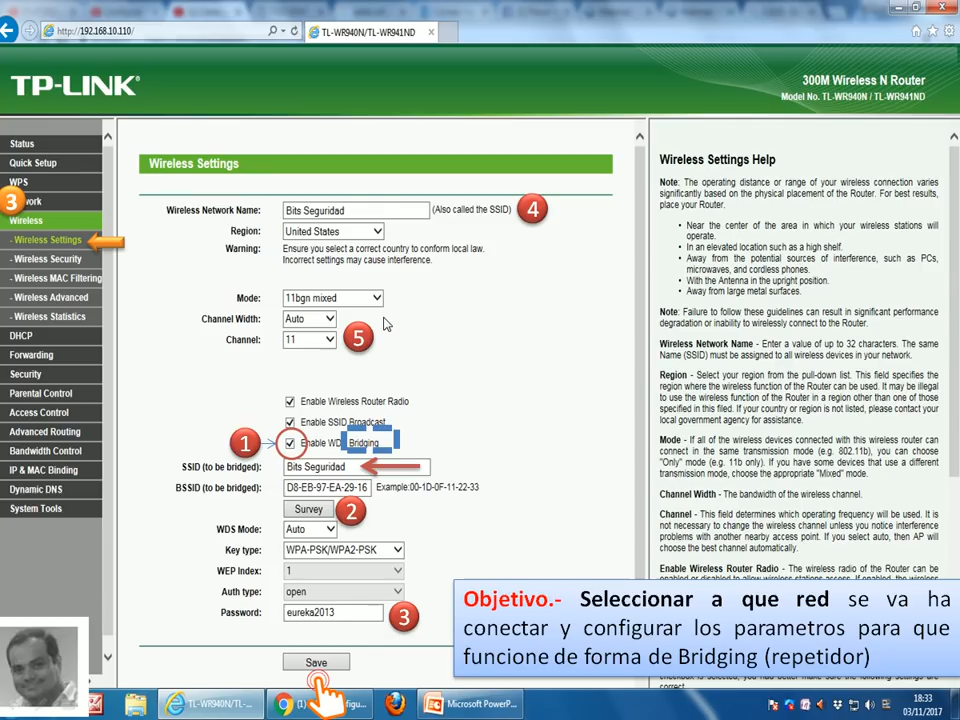 http://192.168.10.110/
TL-WR940N/TL-WR941ND
TP-LINK®
300M Wireless N Router
Model No. TL-WR940N / TL-WR941ND
Status
Quick Setup
WPS
3
work
Wireless
- Wireless Settings
- Wireless Security
- Wireless MAC Filtering
- Wireless Advanced
- Wireless Statistics
DHCP
Forwarding
Security
Parental Control
Access Control
Advanced Routing
Bandwidth Control
IP & MAC Binding
Dynamic DNS
System Tools
Wireless Settings
Wireless Network Name: Bits Seguridad (Also called the SSID) 4
Region: United States
Warning: Ensure you select a correct country to conform local law.
Incorrect settings may cause interference.
Mode: 11bgn mixed
Channel Width: Auto
Channel: 11 5
Enable Wireless Router Radio
Enable SSID Broadcast
1 Enable WDS Bridging
SSID (to be bridged): Bits Seguridad
BSSID (to be bridged): D8-EB-97-EA-29-16 Example:00-1D-0F-11-22-33
Survey 2
WDS Mode: Auto
Key type: WPA-PSK/WPA2-PSK
WEP Index: 1
Auth type: open
Password: eureka2013 3
Save
Wireless Settings Help
Note: The operating distance or range of your wireless connection varies
significantly based on the physical placement of the Router. For best results,
place your Router.
• Near the center of the area in which your wireless stations will
operate.
• In an elevated location such as a high shelf.
• Away from the potential sources of interference, such as PCs,
microwaves, and cordless phones.
• With the Antenna in the upright position.
• Away from large metal surfaces.
Note: Failure to follow these guidelines can result in significant performance
degradation or inability to wirelessly connect to the Router.
Wireless Network Name - Enter a value of up to 32 characters. The same
Name (SSID) must be assigned to all wireless devices in your network.
Region - Select your region from the pull-down list. This field specifies the
region where the wireless function of the Router can be used. It may be illegal
to use the wireless function of the Router in a region other than one of those
specified in this filed. If your country or region is not listed, please contact your
local government agency for assistance.
Mode - If all of the wireless devices connected with this wireless router can
connect in the same transmission mode (eg. 802.11b), you can choose
"Only" mode (eg. 11b only). If you have some devices that use a different
transmission mode, choose the appropriate "Mixed" mode.
Channel Width - The bandwidth of the wireless channel.
Channel - This field determines which operating frequency will be used. It is
not necessary to change the wireless channel unless you notice interference
problems with another nearby access point. If you select auto, then AP will
choose the best channel automatically.
Enable Wireless Router Radio - The wireless radio of the Router can be
Objetivo.- Seleccionar a que red se va ha
conectar y configurar los parametros para que
funcione de forma de Bridging (repetidor)
TL-WR940N/TL-W...
Microsoft PowerP...
18:33
03/11/2017